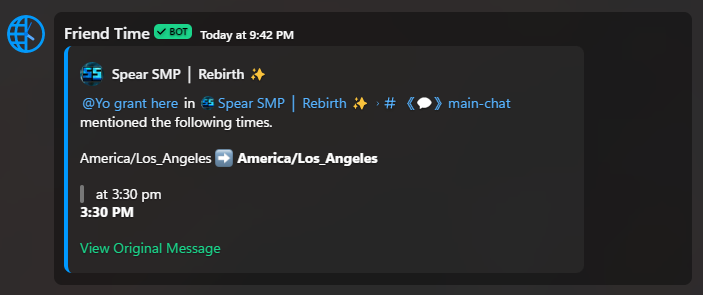 Friend Time ✓ BOT Today at 9:42 PM
SS Spear SMP | Rebirth ✨
@Yo grant here in SS Spear SMP | Rebirth ✨ › # 《💬》main-chat
mentioned the following times.
America/Los_Angeles ➡️ America/Los_Angeles
at 3:30 pm
3:30 PM
View Original Message